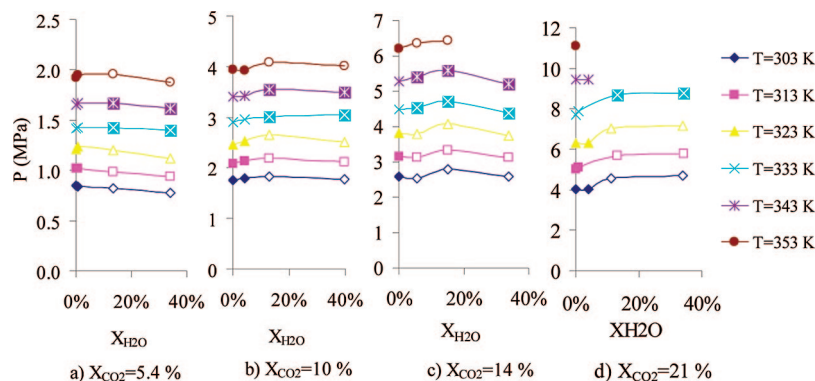 P (MPa)
2.5
2.0
1.5
1.0
0.5
0.0
0% 20% 40%
XH2O
a) XCO2=5.4 %
5
4
3
2
1
0
0% 20% 40%
XH2O
b) XCO2=10 %
7
6
5
4
3
2
1
0
0% 20% 40%
XH2O
c) XCO2=14 %
12
10
8
6
4
2
0
0% 20% 40%
XH2O
d) XCO2=21 %
T=303 K
T=313 K
T=323 K
T=333 K
T=343 K
T=353 K